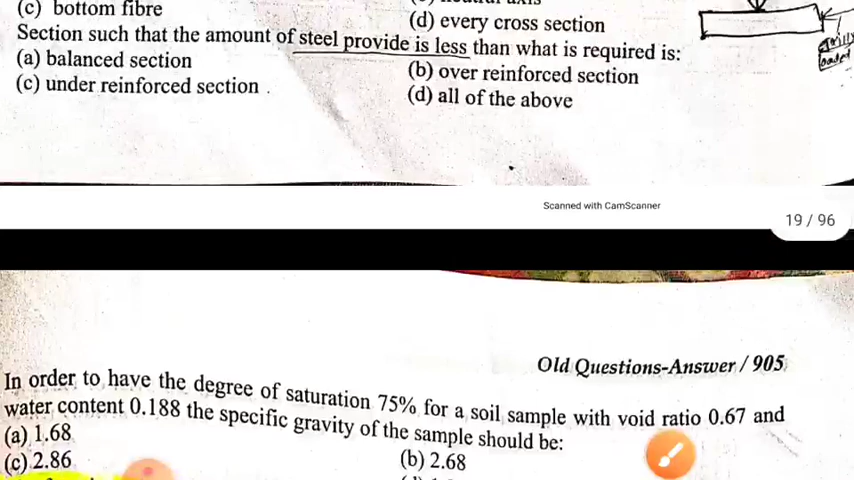 (c) bottom fibre
(d) every cross section
Section such that the amount of steel provide is less than what is required is:
(a) balanced section
(b) over reinforced section
(c) under reinforced section .
(d) all of the above
Scanned with CamScanner
19 / 96
Old Questions-Answer / 905
In order to have the degree of saturation 75% for a soil sample with void ratio 0.67 and
water content 0.188 the specific gravity of the sample should be:
(a) 1.68
(b) 2.68
(c) 2.86